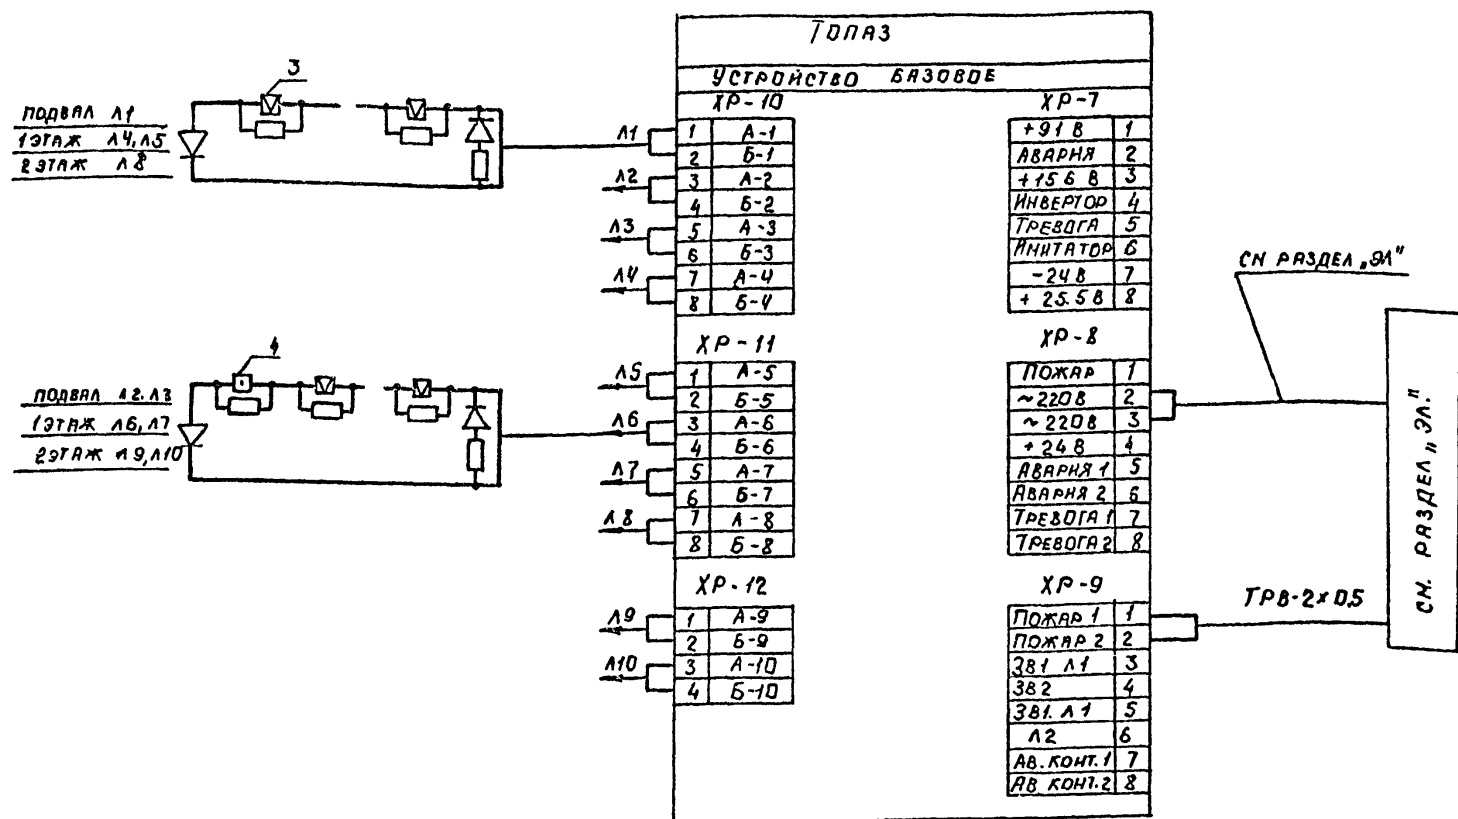 ТОПАЗ
УСТРОЙСТВО БАЗОВОЕ
3
ПОДВАЛ Л1
1 ЭТАЖ Л4, Л5
2 ЭТАЖ Л8
4
ПОДВАЛ Л2. Л3
1 ЭТАЖ Л6, Л7
2 ЭТАЖ Л9, Л10
ХР-10
Л1
1 А-1
2 Б-1
Л2
3 А-2
4 Б-2
Л3
5 А-3
6 Б-3
Л4
7 А-4
8 Б-4
ХР-11
Л5
1 А-5
2 Б-5
Л6
3 А-6
4 Б-6
Л7
5 А-7
6 Б-7
Л8
7 А-8
8 Б-8
ХР-12
Л9
1 А-9
2 Б-9
Л10
3 А-10
4 Б-10
ХР-7
+91 В 1
АВАРИЯ 2
+156 В 3
ИНВЕРТОР 4
ТРЕВОГА 5
ИМИТАТОР 6
-24 В 7
+ 25.5 В 8
ХР-8
ПОЖАР 1
~220 В 2
~220 В 3
+24 В 4
АВАРИЯ 1 5
АВАРИЯ 2 6
ТРЕВОГА 1 7
ТРЕВОГА 2 8
ХР-9
ПОЖАР 1 1
ПОЖАР 2 2
ЗВ1 Л1 3
ЗВ2 4
ЗВ1. Л1 5
Л2 6
АВ. КОНТ. 1 7
АВ КОНТ. 2 8
СМ РАЗДЕЛ „ЭЛ"
ТРВ-2×0,5
СМ. РАЗДЕЛ „ЭЛ."